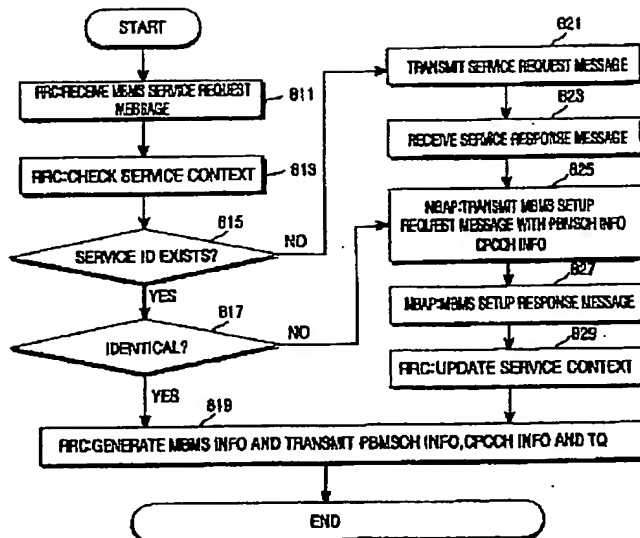 START
RRC:RECEIVE MBMS SERVICE REQUEST
MESSAGE
811
RRC:CHECK SERVICE CONTEXT
813
815
SERVICE ID EXISTS?
NO
YES
817
IDENTICAL?
NO
YES
821
TRANSMIT SERVICE REQUEST MESSAGE
823
RECEIVE SERVICE RESPONSE MESSAGE
825
NBAP:TRANSMIT MBMS SETUP
REQUEST MESSAGE WITH PBMSCH INFO
CPCCH INFO
827
NBAP:MBMS SETUP RESPONSE MESSAGE
829
RRC:UPDATE SERVICE CONTEXT
819
RRC:GENERATE MBMS INFO AND TRANSMIT PBMSCH INFO,CPCCH INFO AND TQ
END